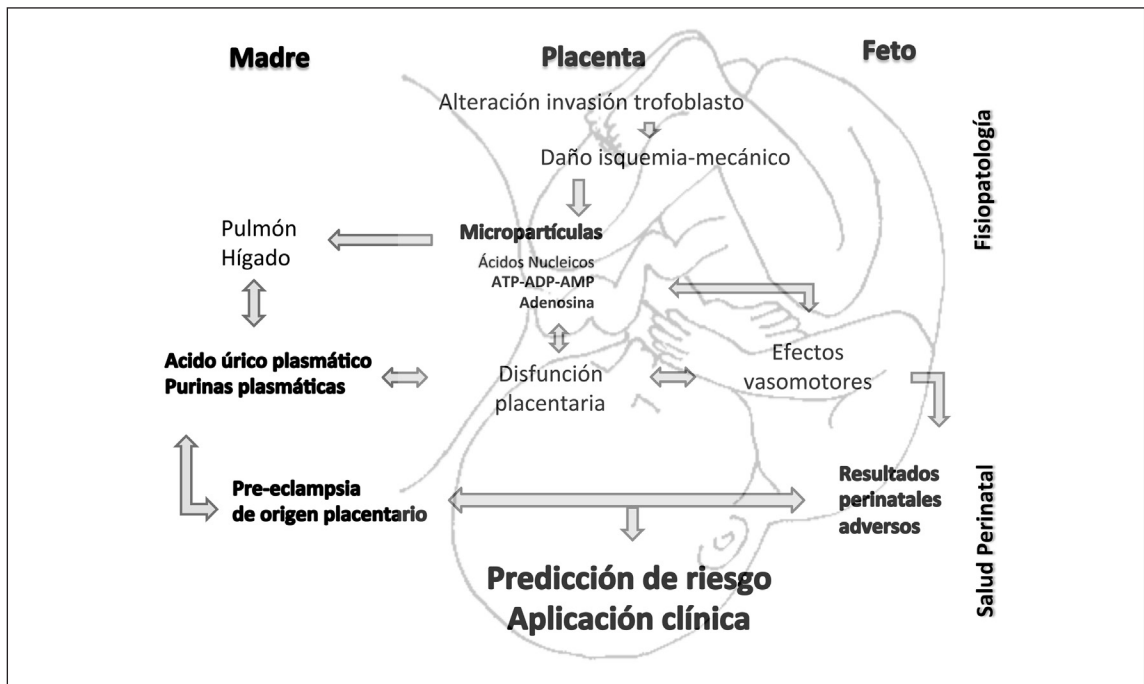 Madre
Placenta
Feto
Alteración invasión trofoblasto
Daño isquemia-mecánico
Fisiopatología
Pulmón
Hígado
Micropartículas
Ácidos Nucleicos
ATP-ADP-AMP
Adenosina
Acido úrico plasmático
Purinas plasmáticas
Disfunción
placentaria
Efectos
vasomotores
Pre-eclampsia
de origen placentario
Resultados
perinatales
adversos
Salud Perinatal
Predicción de riesgo
Aplicación clínica